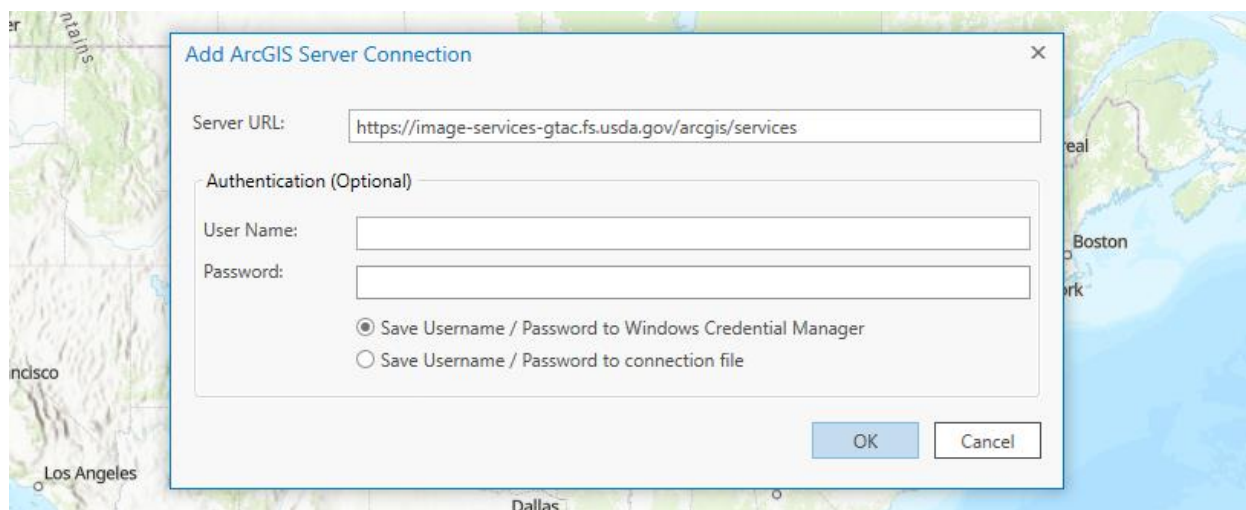 Add ArcGIS Server Connection
Server URL:
https://image-services-gtac.fs.usda.gov/arcgis/services
Authentication (Optional)
User Name:
Password:
Save Username / Password to Windows Credential Manager
Save Username / Password to connection file
OK
Cancel
Boston
Los Angeles
Dallas